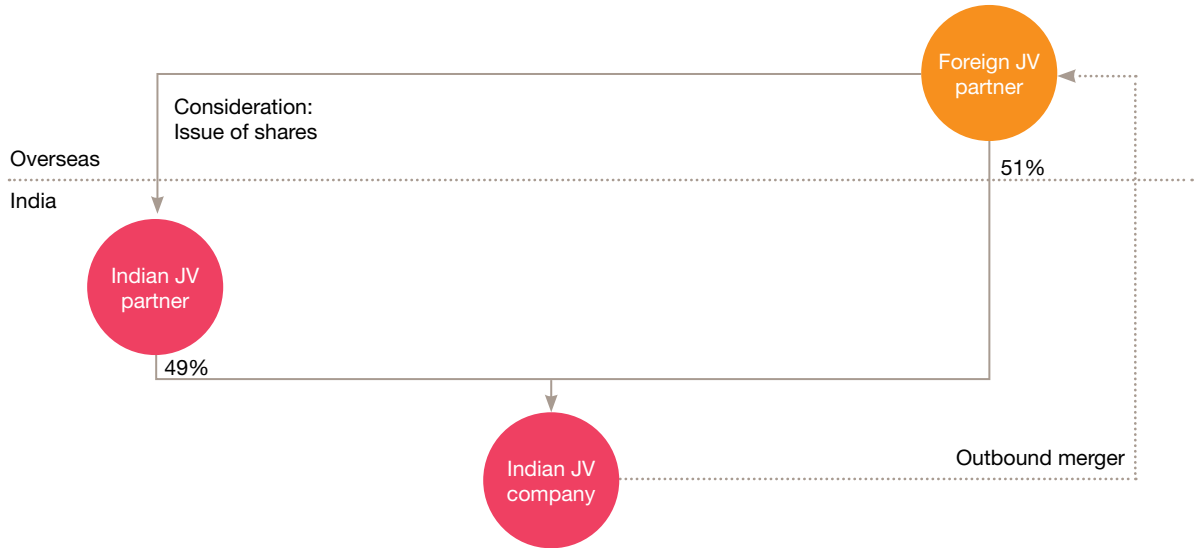 Foreign JV
partner
Consideration:
Issue of shares
Overseas
51%
India
Indian JV
partner
49%
Outbound merger
Indian JV
company